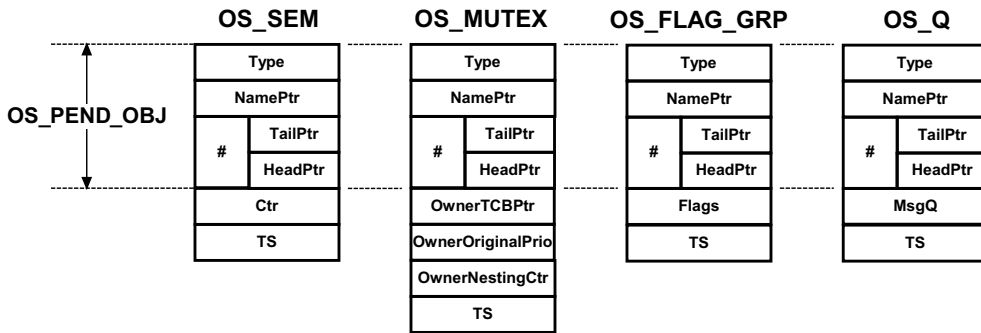 OS_SEM OS_MUTEX OS_FLAG_GRP OS_Q
Type Type Type Type
NamePtr NamePtr NamePtr NamePtr
OS_PEND_OBJ
TailPtr TailPtr TailPtr TailPtr
# # # #
HeadPtr HeadPtr HeadPtr HeadPtr
Ctr OwnerTCBPtr Flags MsgQ
TS OwnerOriginalPrio TS TS
OwnerNestingCtr
TS